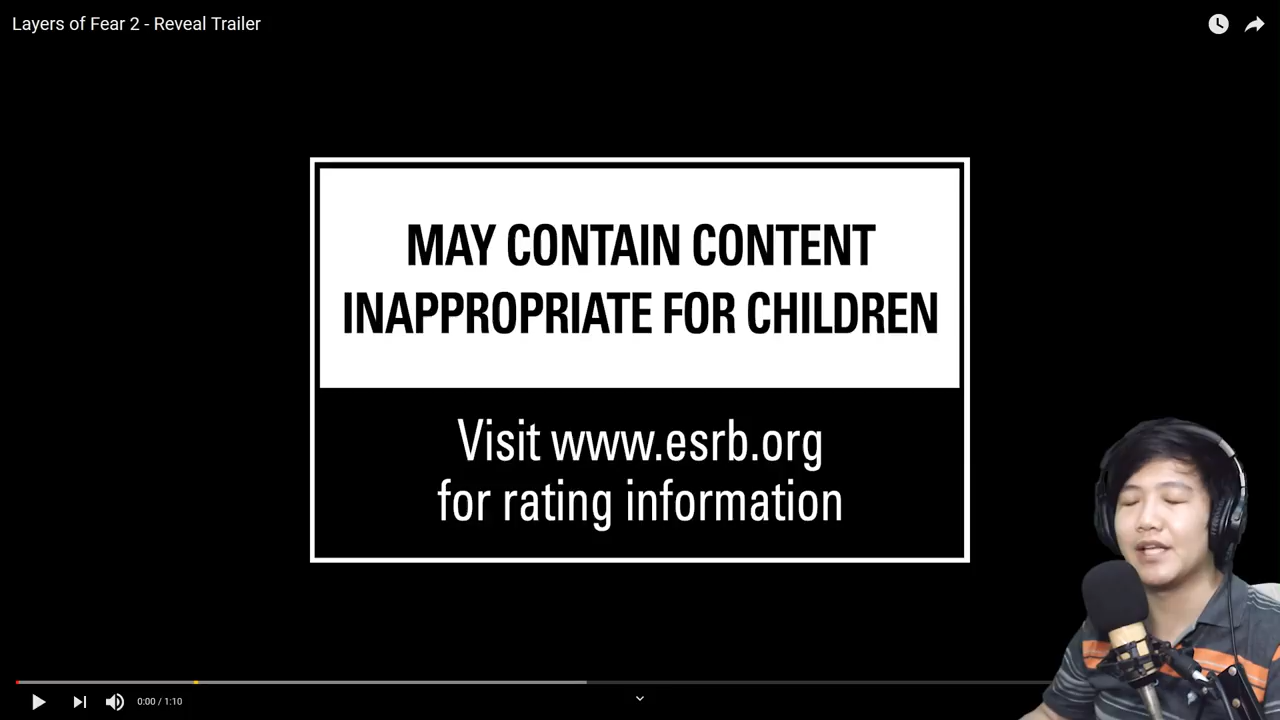 Layers of Fear 2 - Reveal Trailer
MAY CONTAIN CONTENT
INAPPROPRIATE FOR CHILDREN
Visit www.esrb.org
for rating information
0:00 / 1:10